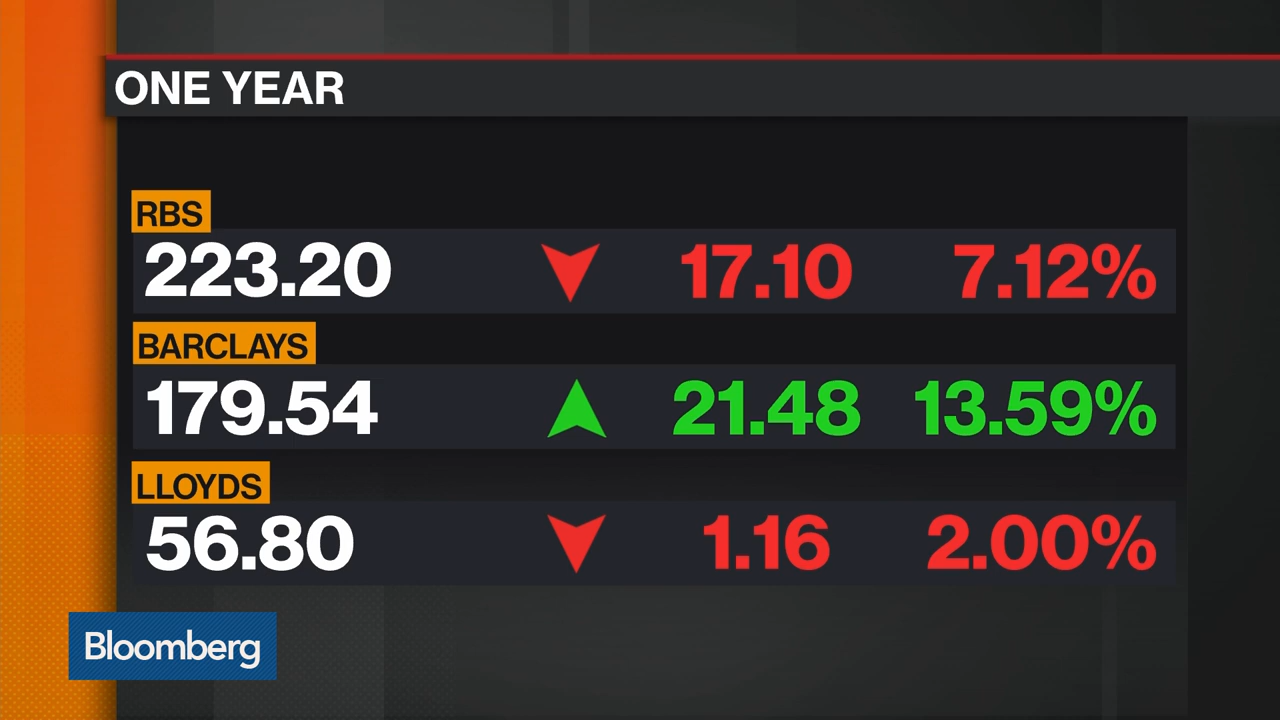 ONE YEAR
RBS
223.20 17.10 7.12%
BARCLAYS
179.54 21.48 13.59%
LLOYDS
56.80 1.16 2.00%
Bloomberg